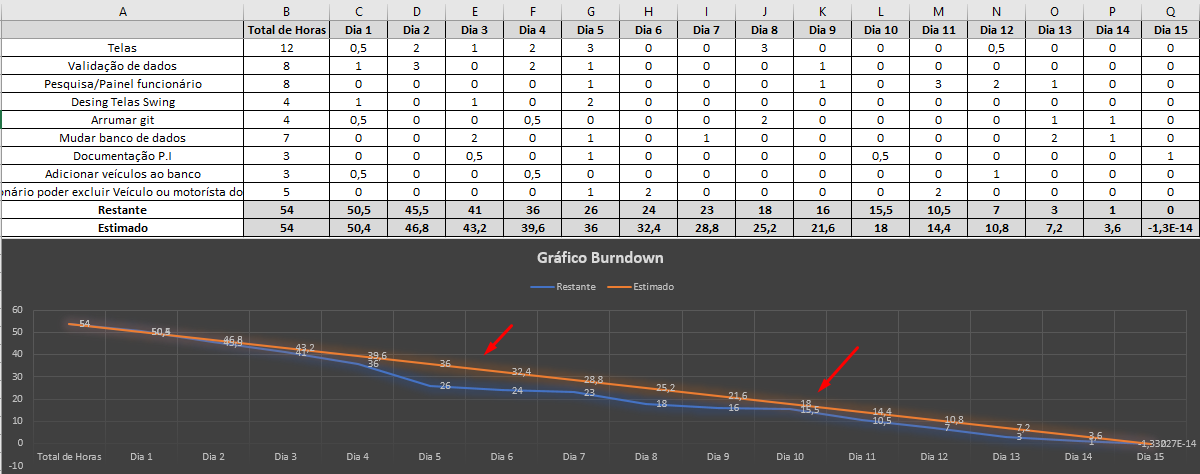 A B C D E F G H I J K L M N O P Q
Total de Horas Dia 1 Dia 2 Dia 3 Dia 4 Dia 5 Dia 6 Dia 7 Dia 8 Dia 9 Dia 10 Dia 11 Dia 12 Dia 13 Dia 14 Dia 15
Telas 12 0,5 2 1 2 3 0 0 3 0 0 0 0,5 0 0 0
Validação de dados 8 1 3 0 2 1 0 0 0 1 0 0 0 0 0 0
Pesquisa/Painel funcionário 8 0 0 0 0 1 0 0 0 1 0 3 2 1 0 0
Desing Telas Swing 4 1 0 1 0 2 0 0 0 0 0 0 0 0 0 0
Arrumar git 4 0,5 0 0 0,5 0 0 0 2 0 0 0 0 1 1 0
Mudar banco de dados 7 0 0 2 0 1 0 1 0 0 0 0 0 2 1 0
Documentação P.I 3 0 0 0,5 0 1 0 0 0 0 0,5 0 0 0 0 1
Adicionar veículos ao banco 3 0,5 0 0 0,5 0 0 0 0 0 0 0 1 0 0 0
onário poder excluir Veículo ou motorísta do 5 0 0 0 0 1 2 0 0 0 0 2 0 0 0 0
Restante 54 50,5 45,5 41 36 26 24 23 18 16 15,5 10,5 7 3 1 0
Estimado 54 50,4 46,8 43,2 39,6 36 32,4 28,8 25,2 21,6 18 14,4 10,8 7,2 3,6 -1,3E-14
Gráfico Burndown
Restante Estimado
60
50
40
30
20
10
0
-10
54 46,8 43,2 39,6 36 32,4 28,8 25,2 21,6 18 14,4 10,8 7,2 3,6
45,5 41 36 26 24 23 18 16 15,5 10,5 7 3 1
Total de Horas Dia 1 Dia 2 Dia 3 Dia 4 Dia 5 Dia 6 Dia 7 Dia 8 Dia 9 Dia 10 Dia 11 Dia 12 Dia 13 Dia 14 Dia 15